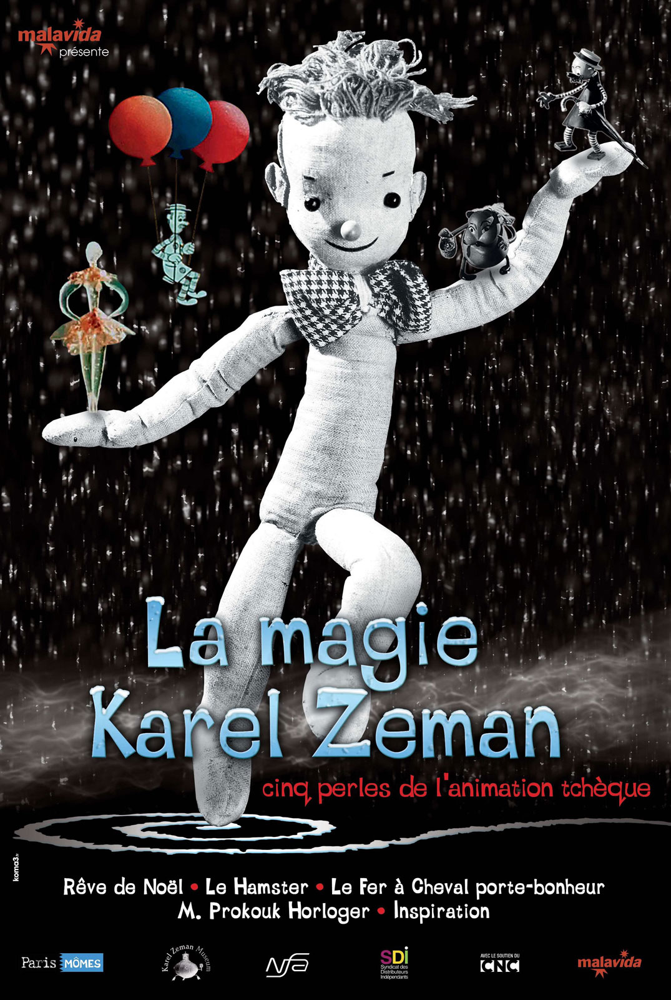 malavida
présente
La magie
Karel Zeman
cinq perles de l'animation tchèque
koma3.fr
Rêve de Noël • Le Hamster • Le Fer à Cheval porte-bonheur
M. Prokouk Horloger • Inspiration
Paris MÔMES
Karel Zeman Museum
nfa
SDI
Syndicat des
Distributeurs
Indépendants
AVEC LE SOUTIEN DU
CNC
malavida